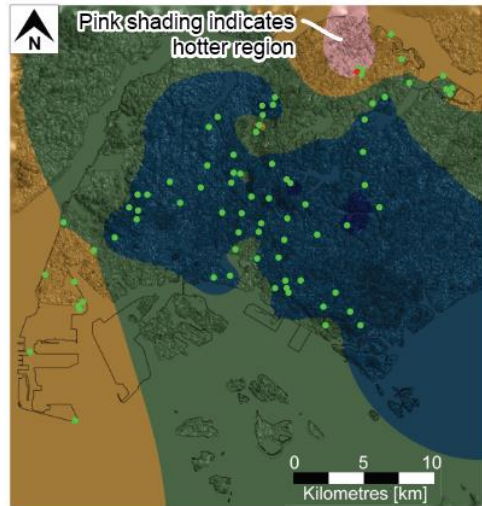 Pink shading indicates
hotter region
N
0 5 10
Kilometres [km]